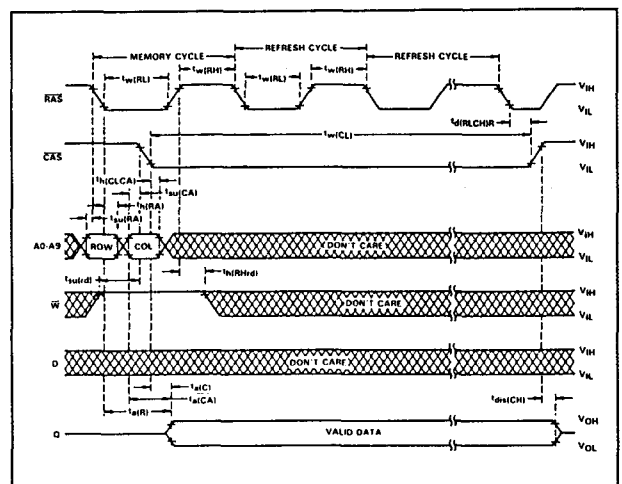 MEMORY CYCLE
REFRESH CYCLE
REFRESH CYCLE
tw(RL)
tw(RH)
tw(RL)
tw(RH)
RAS
VIH
VIL
td(RLCH)R
tw(CL)
CAS
VIH
VIL
th(CLCA)
tsu(CA)
th(RA)
tsu(RA)
A0-A9
ROW
COL
DON'T CARE
VIH
VIL
tsu(rd)
th(RHrd)
W
DON'T CARE
VIH
VIL
D
DON'T CARE
VIH
VIL
ta(C)
ta(CA)
ta(R)
tdis(CH)
Q
VALID DATA
VOH
VOL